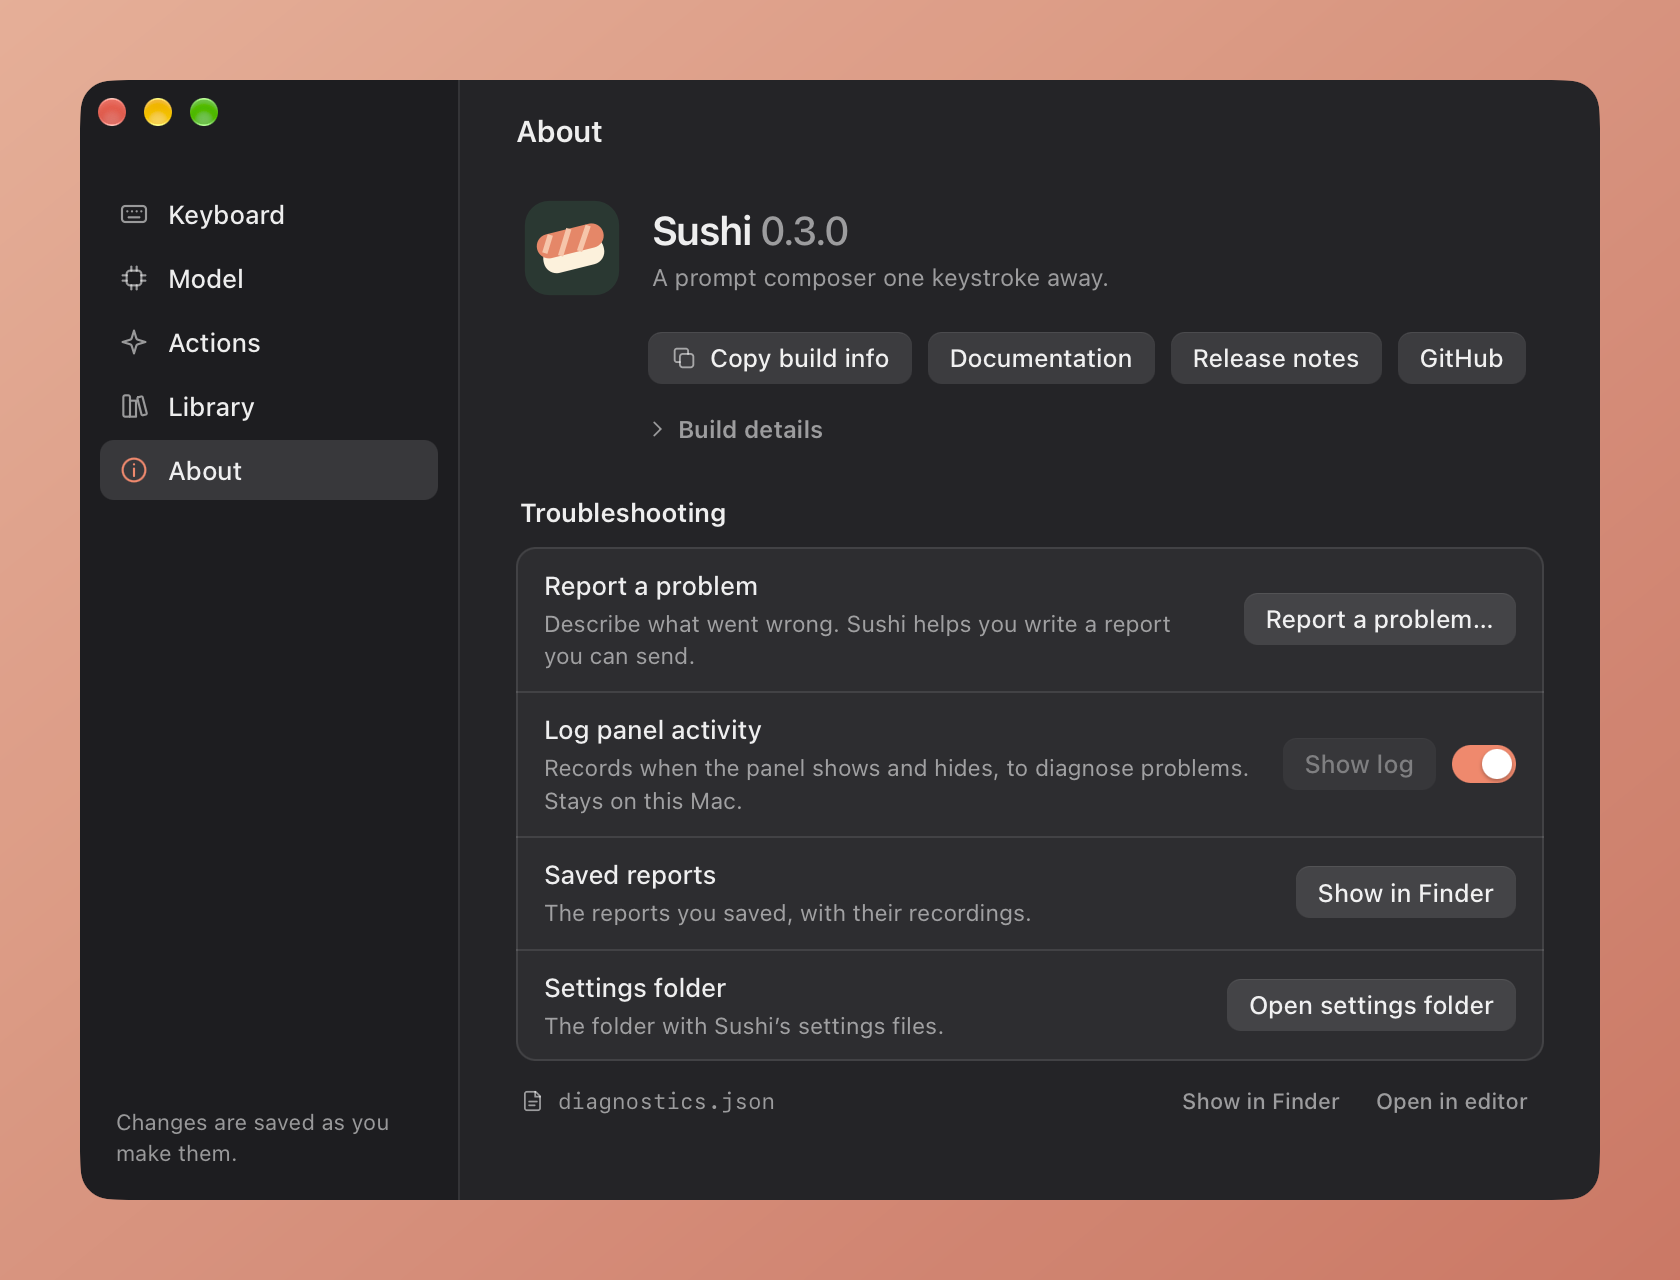 About
Keyboard
Model
Actions
Library
About
Changes are saved as you
make them.
Sushi 0.3.0
A prompt composer one keystroke away.
Copy build info
Documentation
Release notes
GitHub
Build details
Troubleshooting
Report a problem
Describe what went wrong. Sushi helps you write a report
you can send.
Report a problem...
Log panel activity
Records when the panel shows and hides, to diagnose problems.
Stays on this Mac.
Show log
Saved reports
The reports you saved, with their recordings.
Show in Finder
Settings folder
The folder with Sushi’s settings files.
Open settings folder
diagnostics.json
Show in Finder
Open in editor